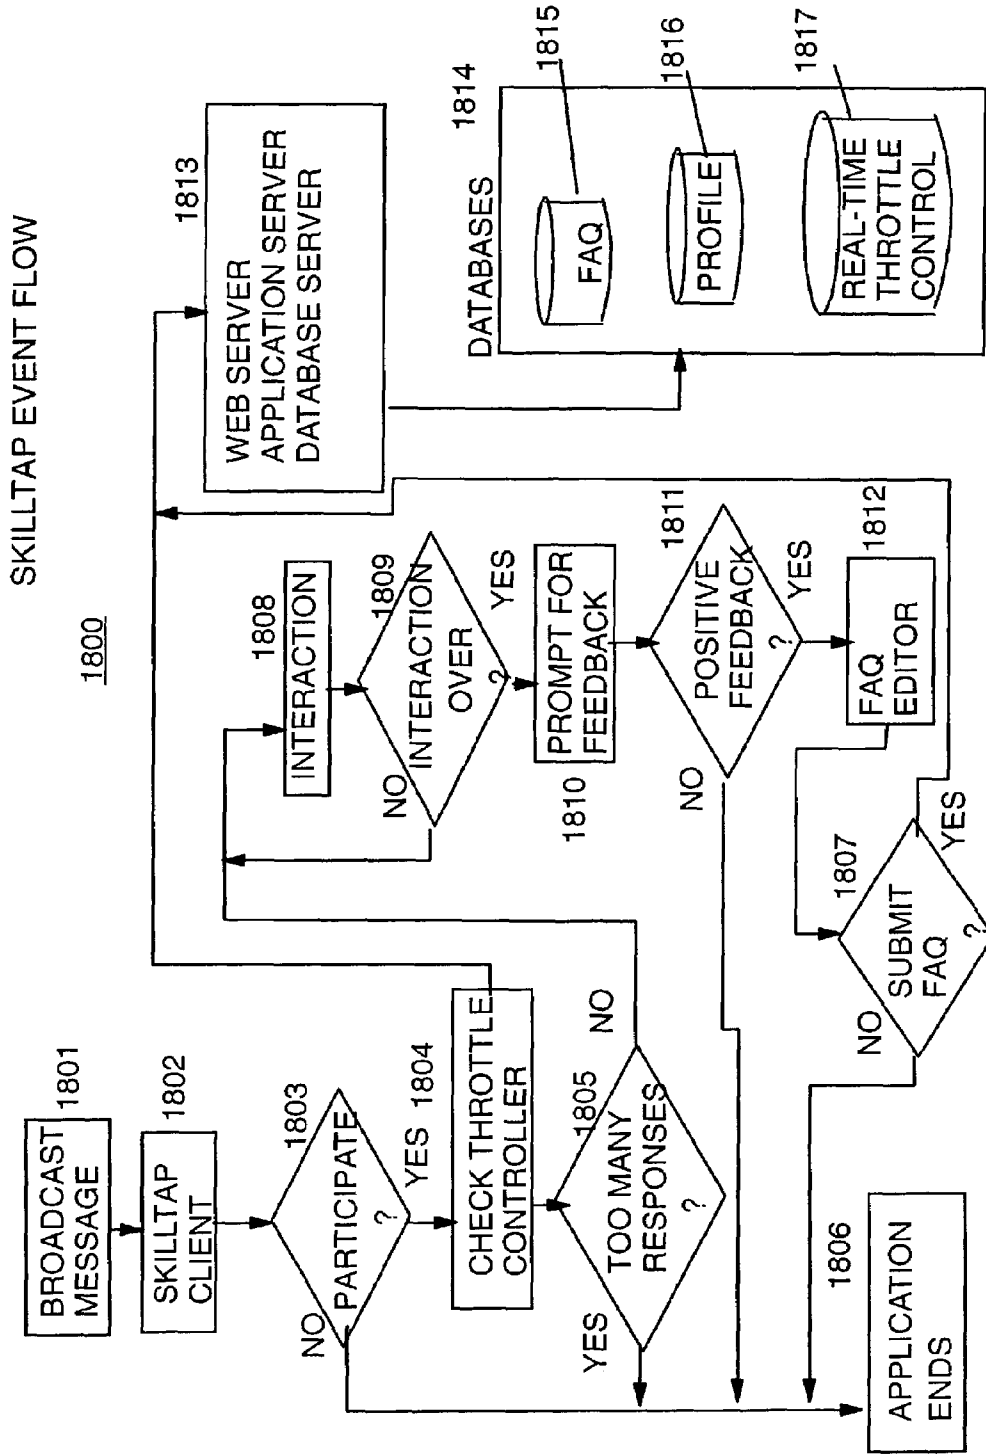 SKILLTAP EVENT FLOW
1800
BROADCAST
MESSAGE
1801
SKILLTAP
CLIENT
1802
PARTICIPATE
?
1803
NO
YES
1804
CHECK THROTTLE
CONTROLLER
TOO MANY
RESPONSES
?
1805
YES
NO
APPLICATION
ENDS
1806
INTERACTION
1808
INTERACTION
OVER
?
1809
NO
YES
PROMPT FOR
FEEDBACK
1810
POSITIVE
FEEDBACK
?
1811
NO
YES
FAQ
EDITOR
1812
SUBMIT
FAQ
?
1807
NO
YES
WEB SERVER
APPLICATION SERVER
DATABASE SERVER
1813
DATABASES
1814
FAQ
1815
PROFILE
1816
REAL-TIME
THROTTLE
CONTROL
1817